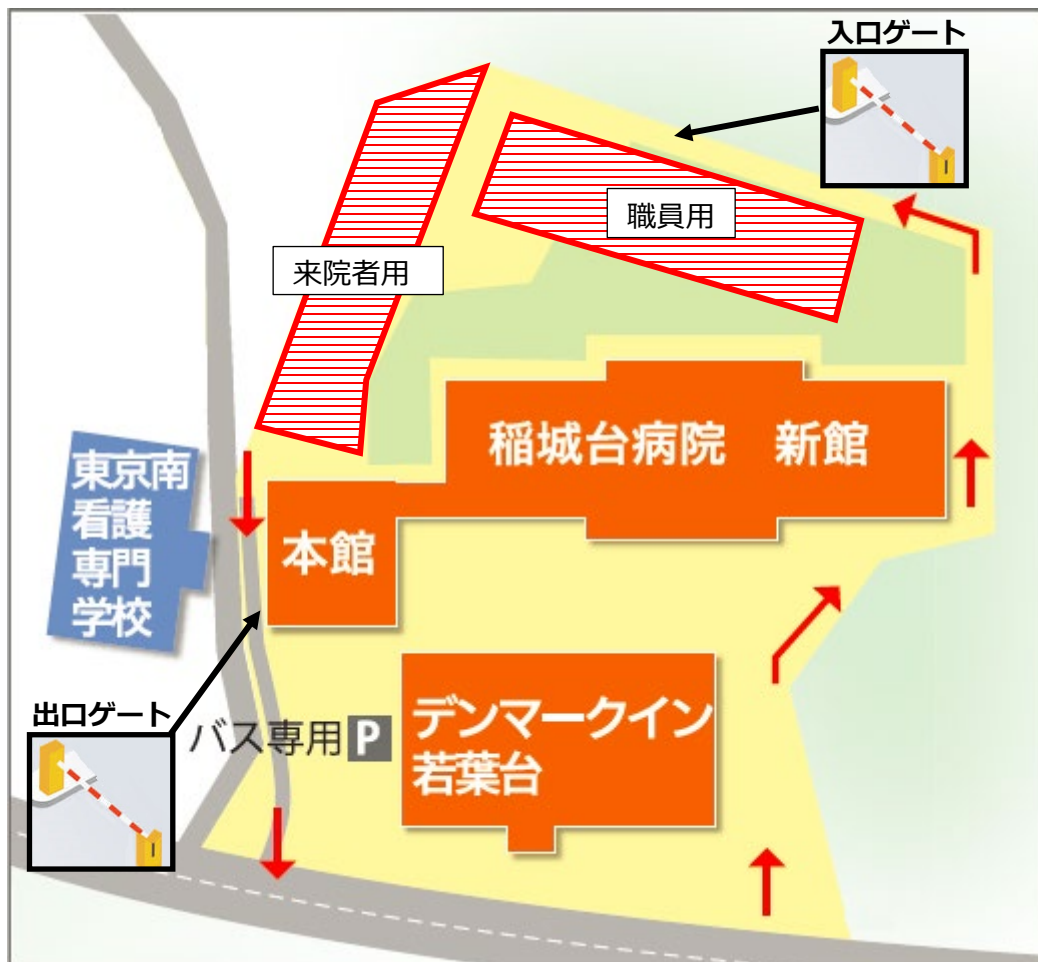 入口ゲート
職員用
来院者用
稲城台病院　新館
東京南
看護
専門
学校
本館
出口ゲート
バス専用 P
デンマークイン
若葉台